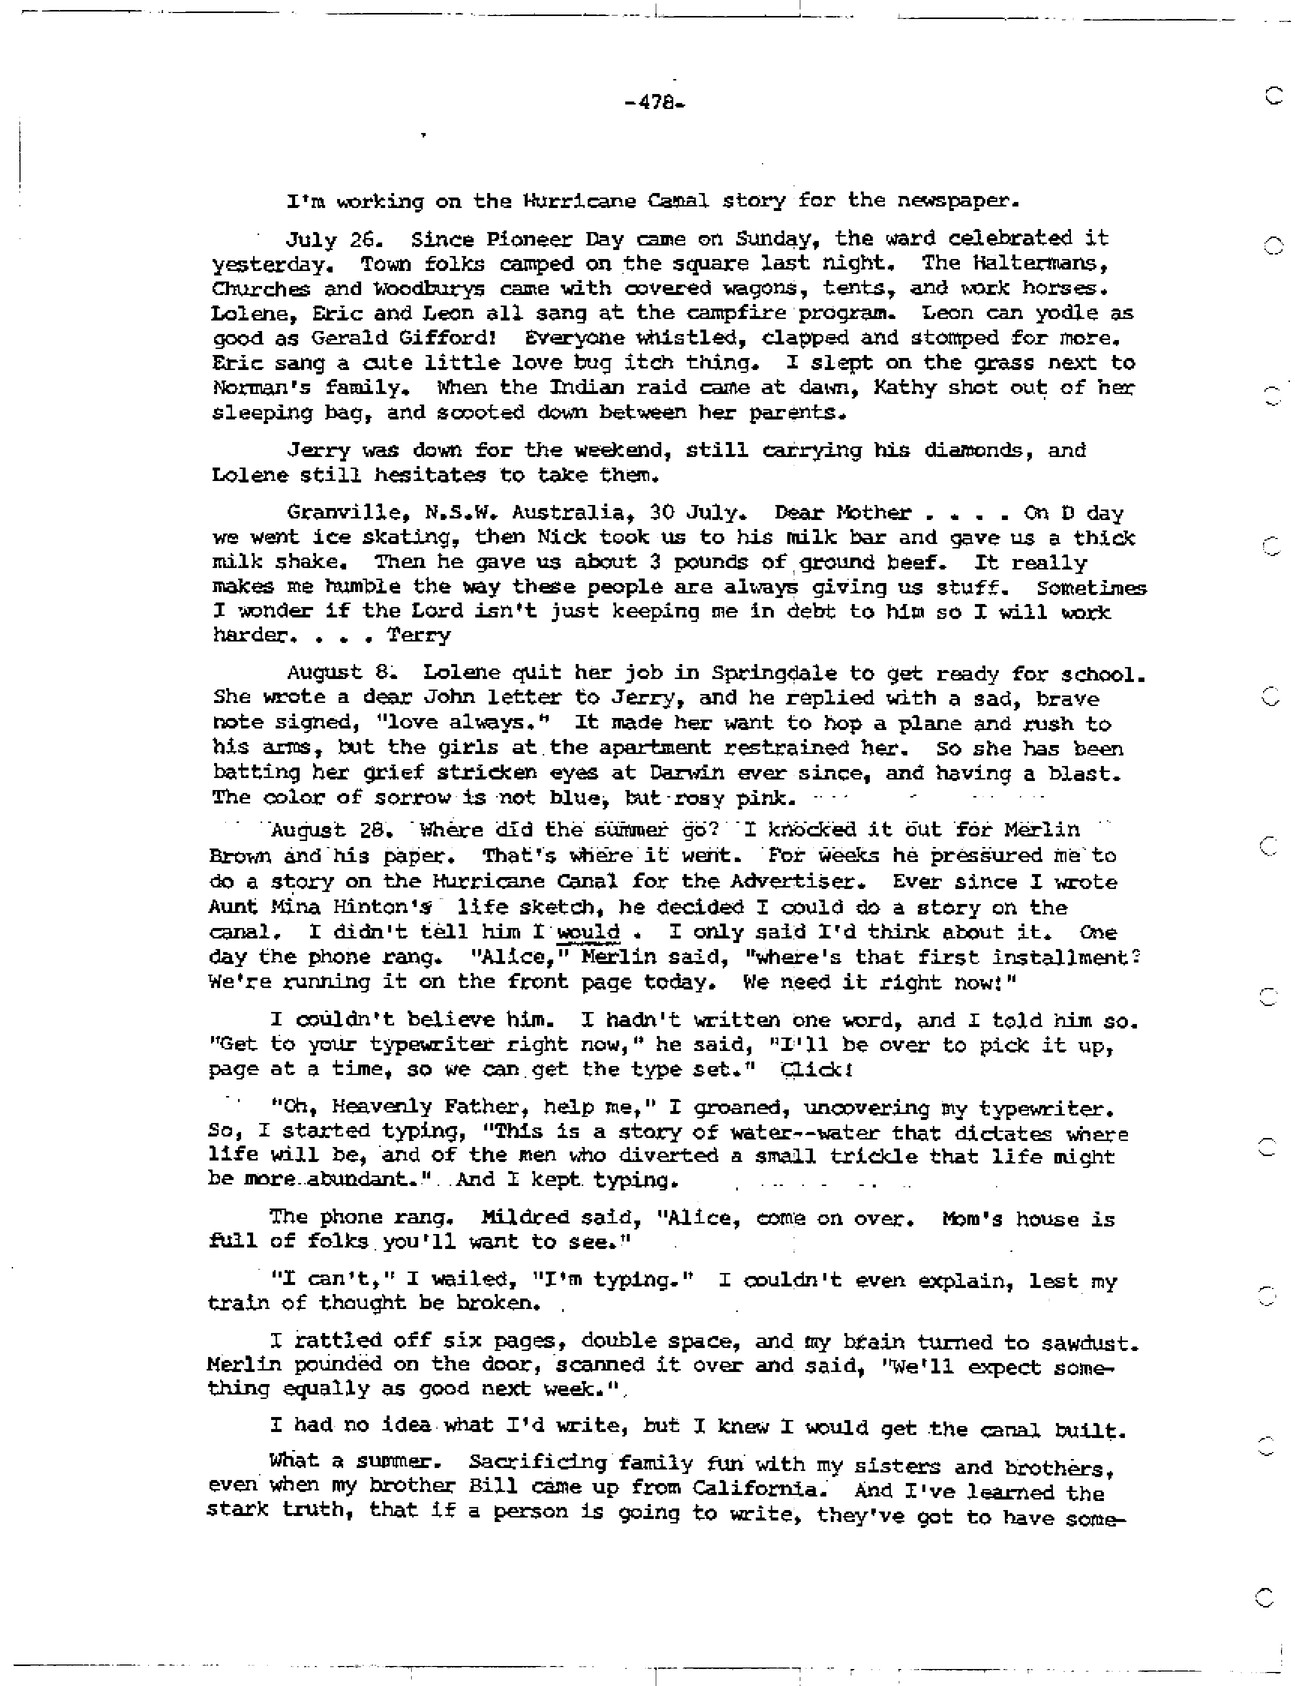 -478-
I'm working on the Hurricane Canal story for the newspaper.
July 26. Since Pioneer Day came on Sunday, the ward celebrated it
yesterday. Town folks camped on the square last night. The Haltermans,
Churches and Woodburys came with covered wagons, tents, and work horses.
Lolene, Eric and Leon all sang at the campfire program. Leon can yodle as
good as Gerald Gifford! Everyone whistled, clapped and stomped for more.
Eric sang a cute little love bug itch thing. I slept on the grass next to
Norman's family. When the Indian raid came at dawn, Kathy shot out of her
sleeping bag, and scooted down between her parents.
Jerry was down for the weekend, still carrying his diamonds, and
Lolene still hesitates to take them.
Granville, N.S.W. Australia, 30 July. Dear Mother . . . . On D day
we went ice skating, then Nick took us to his milk bar and gave us a thick
milk shake. Then he gave us about 3 pounds of ground beef. It really
makes me humble the way these people are always giving us stuff. Sometimes
I wonder if the Lord isn't just keeping me in debt to him so I will work
harder. . . . Terry
August 8. Lolene quit her job in Springdale to get ready for school.
She wrote a dear John letter to Jerry, and he replied with a sad, brave
note signed, "love always." It made her want to hop a plane and rush to
his arms, but the girls at the apartment restrained her. So she has been
batting her grief stricken eyes at Darwin ever since, and having a blast.
The color of sorrow is not blue, but rosy pink.
August 28. Where did the summer go? I knocked it out for Merlin
Brown and his paper. That's where it went. For weeks he pressured me to
do a story on the Hurricane Canal for the Advertiser. Ever since I wrote
Aunt Mina Hinton's life sketch, he decided I could do a story on the
canal. I didn't tell him I would . I only said I'd think about it. One
day the phone rang. "Alice," Merlin said, "where's that first installment?
We're running it on the front page today. We need it right now!"
I couldn't believe him. I hadn't written one word, and I told him so.
"Get to your typewriter right now," he said, "I'll be over to pick it up,
page at a time, so we can get the type set." Click!
"Oh, Heavenly Father, help me," I groaned, uncovering my typewriter.
So, I started typing, "This is a story of water--water that dictates where
life will be, and of the men who diverted a small trickle that life might
be more abundant." And I kept typing.
The phone rang. Mildred said, "Alice, come on over. Mom's house is
full of folks you'll want to see."
"I can't," I wailed, "I'm typing." I couldn't even explain, lest my
train of thought be broken.
I rattled off six pages, double space, and my brain turned to sawdust.
Merlin pounded on the door, scanned it over and said, "We'll expect some-
thing equally as good next week."
I had no idea what I'd write, but I knew I would get the canal built.
What a summer. Sacrificing family fun with my sisters and brothers,
even when my brother Bill came up from California. And I've learned the
stark truth, that if a person is going to write, they've got to have some-